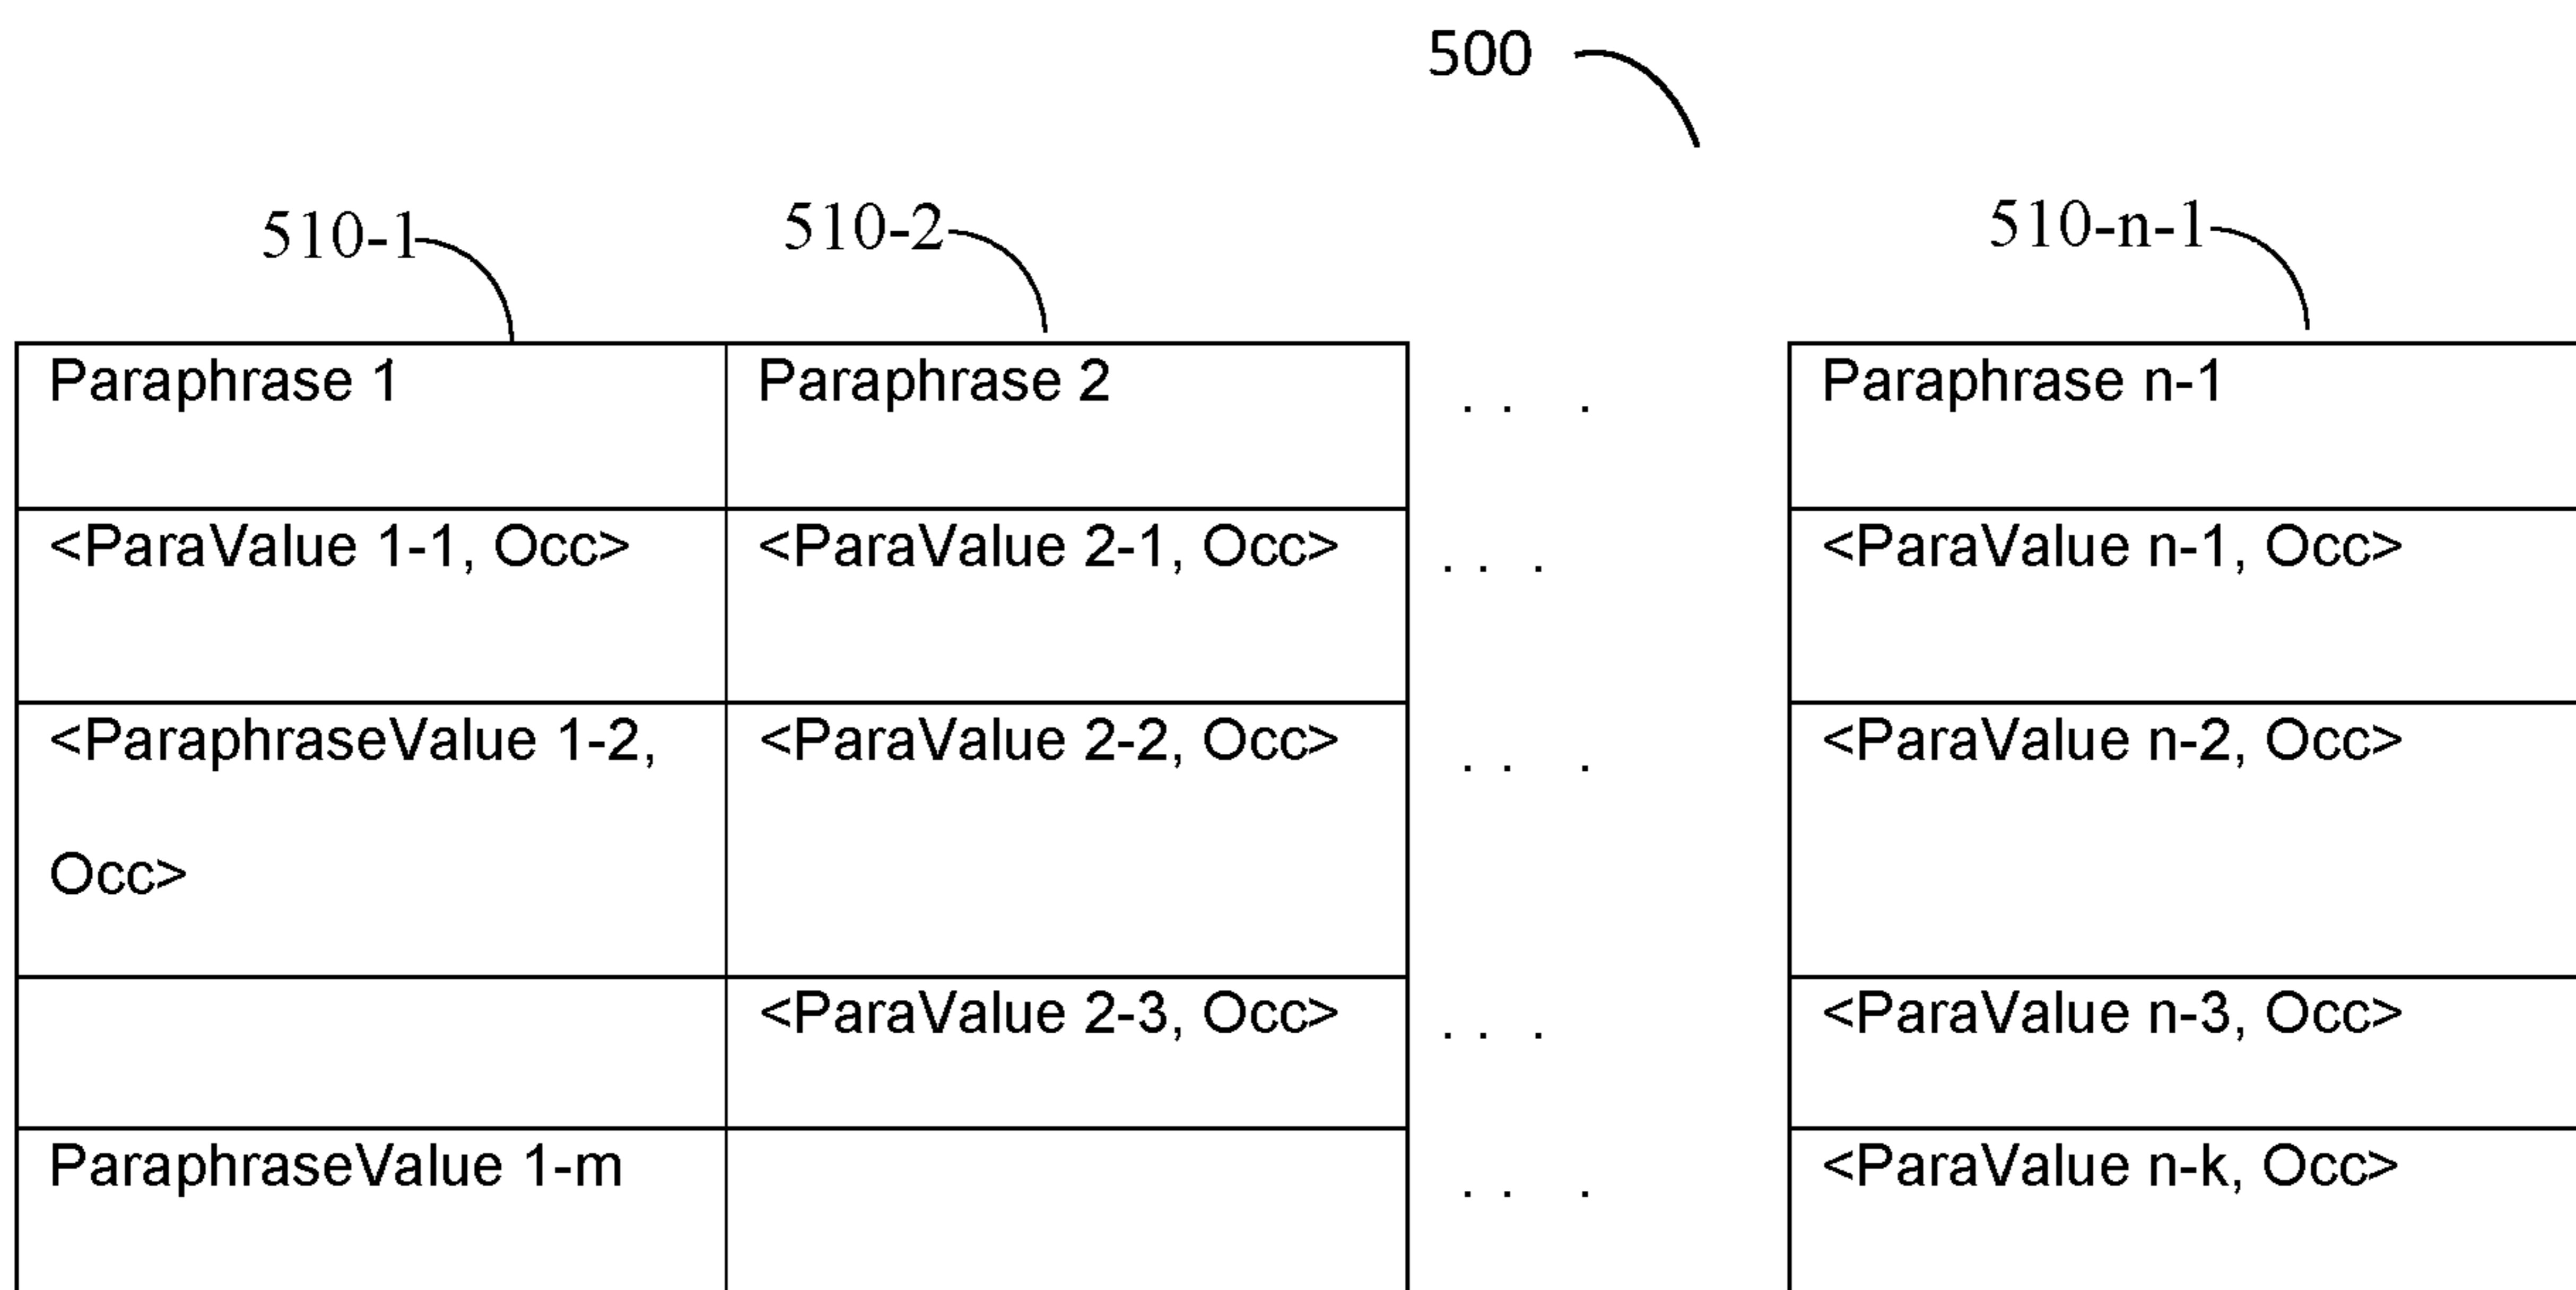 500
510-1 510-2 510-n-1
Paraphrase 1 Paraphrase 2 . . . Paraphrase n-1
<ParaValue 1-1, Occ> <ParaValue 2-1, Occ> . . . <ParaValue n-1, Occ>
<ParaphraseValue 1-2, <ParaValue 2-2, Occ> . . . <ParaValue n-2, Occ>
Occ>
<ParaValue 2-3, Occ> . . . <ParaValue n-3, Occ>
ParaphraseValue 1-m . . . <ParaValue n-k, Occ>